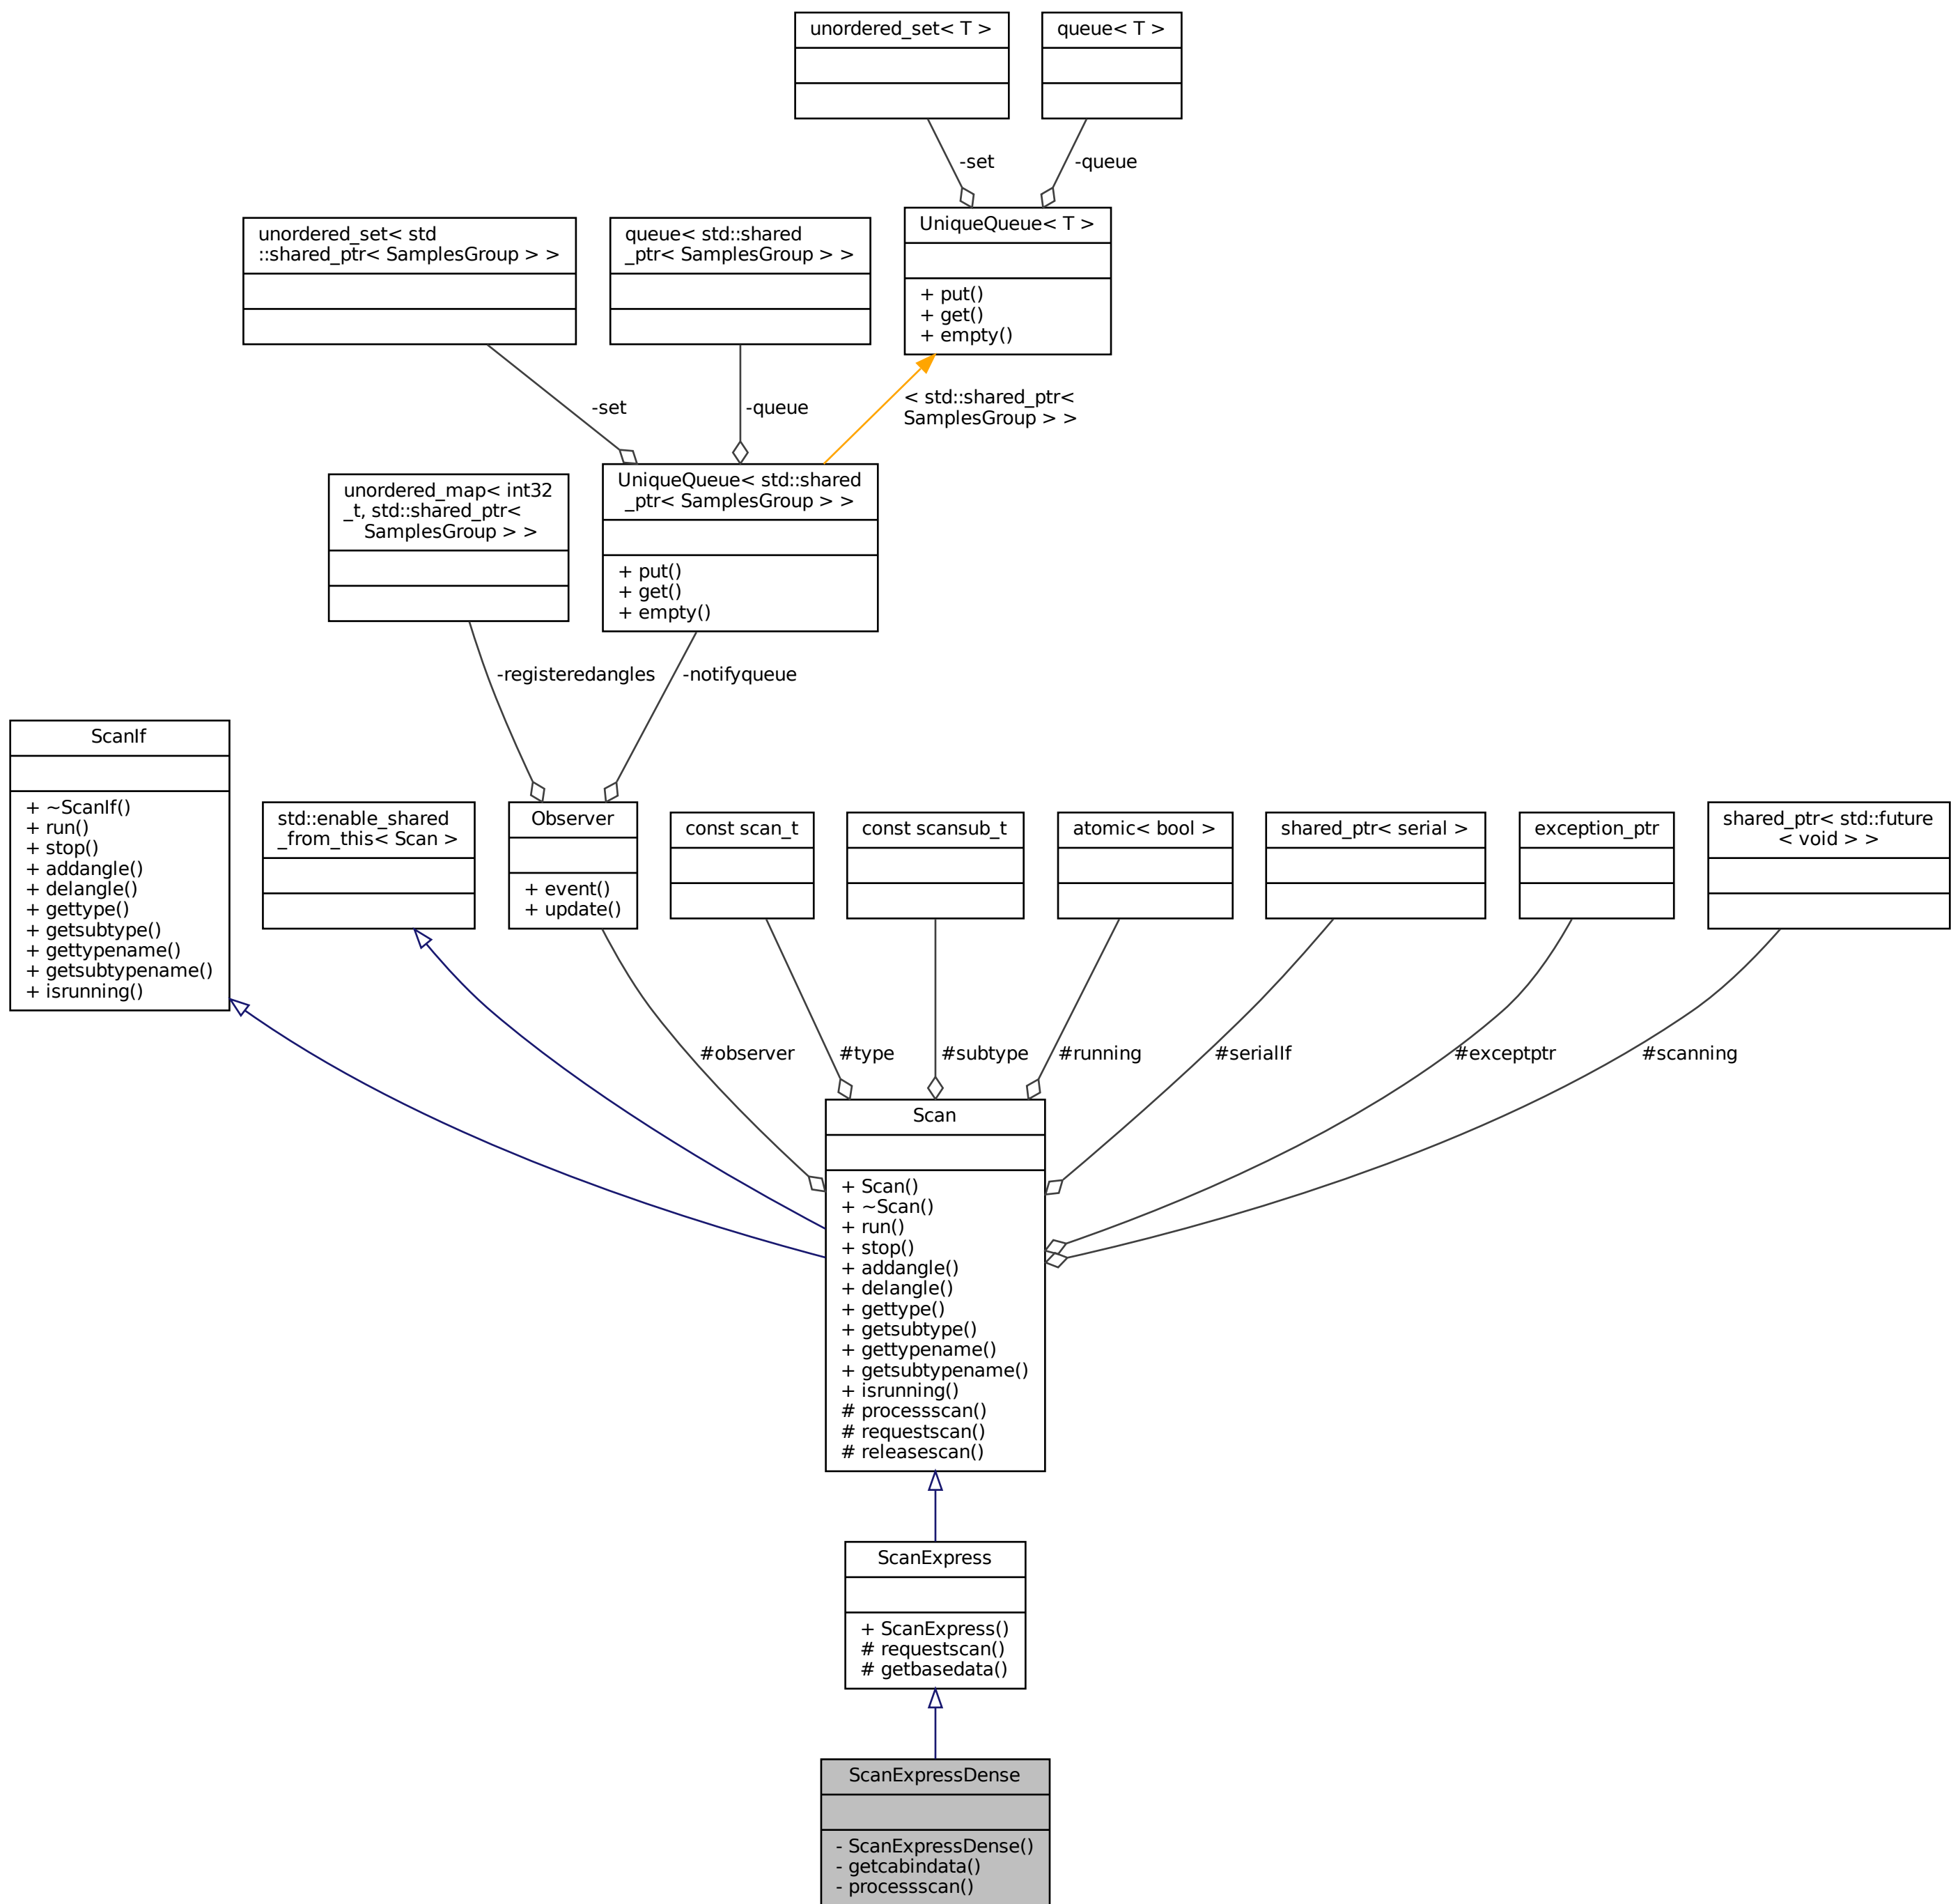 unordered_set< T >
queue< T >
-set
-queue
UniqueQueue< T >
+ put()
+ get()
+ empty()
unordered_set< std
::shared_ptr< SamplesGroup > >
queue< std::shared
_ptr< SamplesGroup > >
-set
-queue
< std::shared_ptr<
SamplesGroup > >
unordered_map< int32
_t, std::shared_ptr<
SamplesGroup > >
UniqueQueue< std::shared
_ptr< SamplesGroup > >
+ put()
+ get()
+ empty()
-registeredangles
-notifyqueue
ScanIf
+ ~ScanIf()
+ run()
+ stop()
+ addangle()
+ delangle()
+ gettype()
+ getsubtype()
+ gettypename()
+ getsubtypename()
+ isrunning()
std::enable_shared
_from_this< Scan >
Observer
+ event()
+ update()
const scan_t
const scansub_t
atomic< bool >
shared_ptr< serial >
exception_ptr
shared_ptr< std::future
< void > >
#observer
#type
#subtype
#running
#serialIf
#exceptptr
#scanning
Scan
+ Scan()
+ ~Scan()
+ run()
+ stop()
+ addangle()
+ delangle()
+ gettype()
+ getsubtype()
+ gettypename()
+ getsubtypename()
+ isrunning()
# processscan()
# requestscan()
# releasescan()
ScanExpress
+ ScanExpress()
# requestscan()
# getbasedata()
ScanExpressDense
- ScanExpressDense()
- getcabindata()
- processscan()